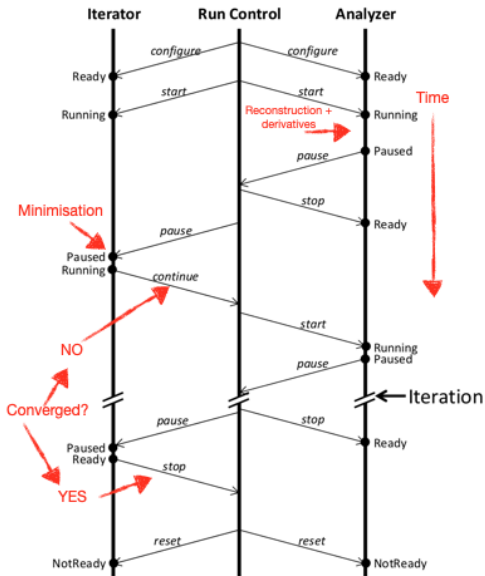 Iterator Run Control Analyzer
configure configure
Ready Ready
start start
Running Running
Time
Reconstruction +
derivatives
Paused
pause
stop
Minimisation
Ready
pause
Paused
Running
continue
start
NO
Running
Paused
pause
Iteration
Converged?
pause stop
Ready
Paused
Ready
stop
YES
reset reset
NotReady NotReady